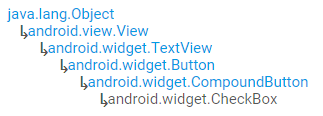 java.lang.Object
android.view.View
android.widget.TextView
android.widget.Button
android.widget.CompoundButton
android.widget.CheckBox